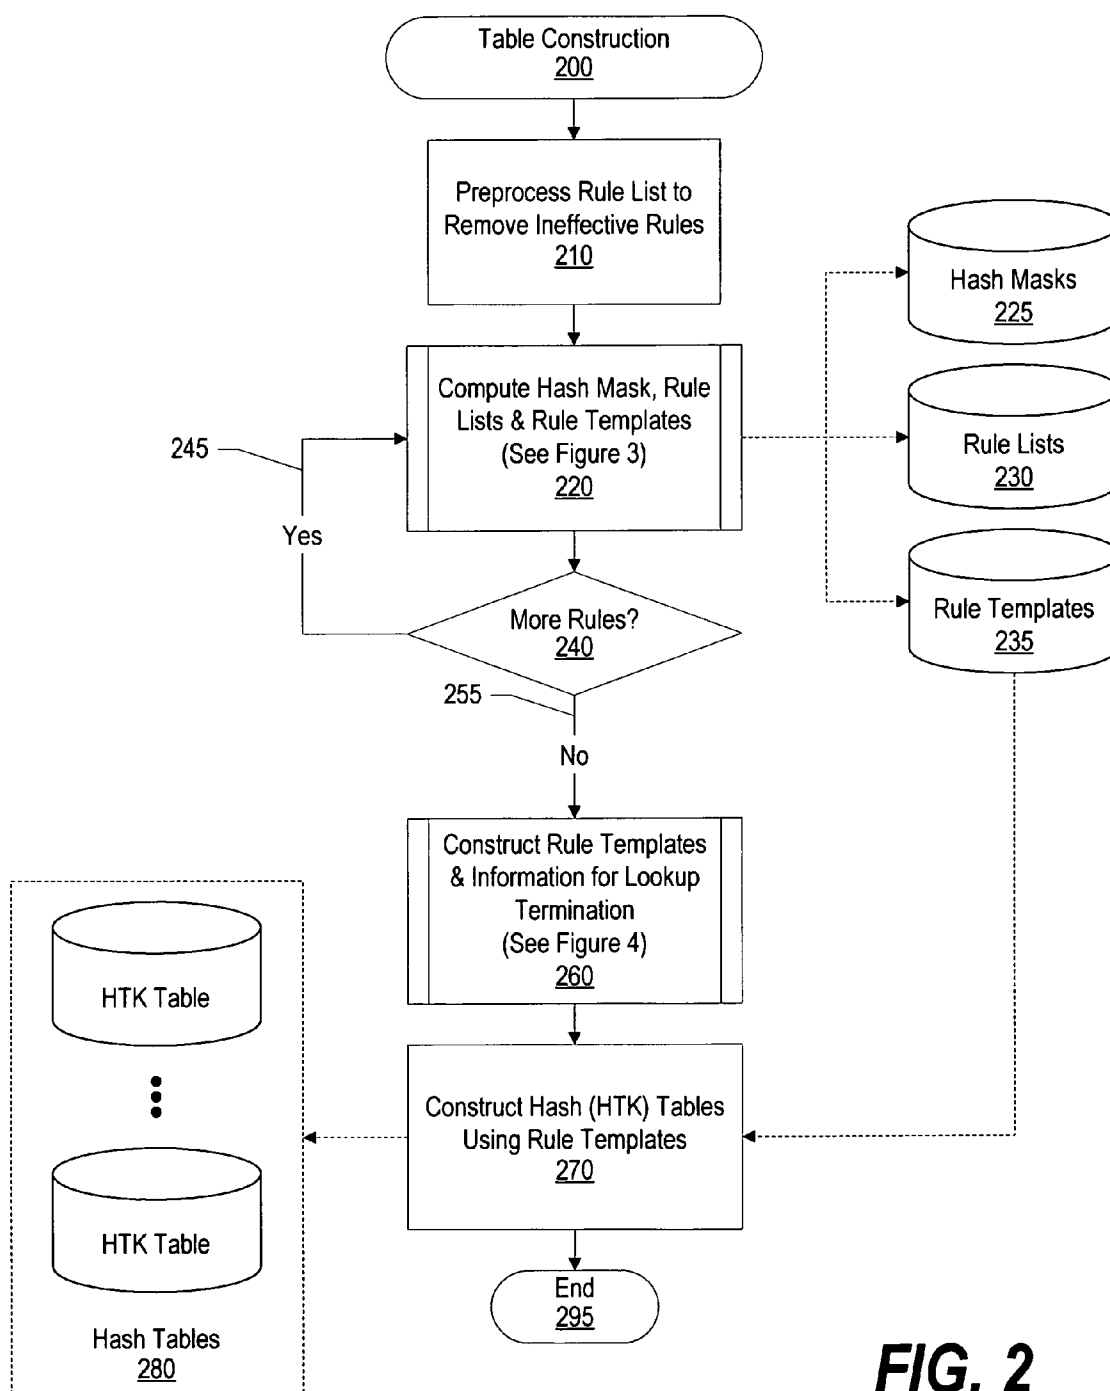 Table Construction
200
Preprocess Rule List to
Remove Ineffective Rules
210
Hash Masks
225
Compute Hash Mask, Rule
Lists & Rule Templates
(See Figure 3)
220
245
Rule Lists
230
Yes
More Rules?
240
Rule Templates
235
255
No
Construct Rule Templates
& Information for Lookup
Termination
(See Figure 4)
260
HTK Table
Construct Hash (HTK) Tables
Using Rule Templates
270
HTK Table
End
295
Hash Tables
280
FIG. 2